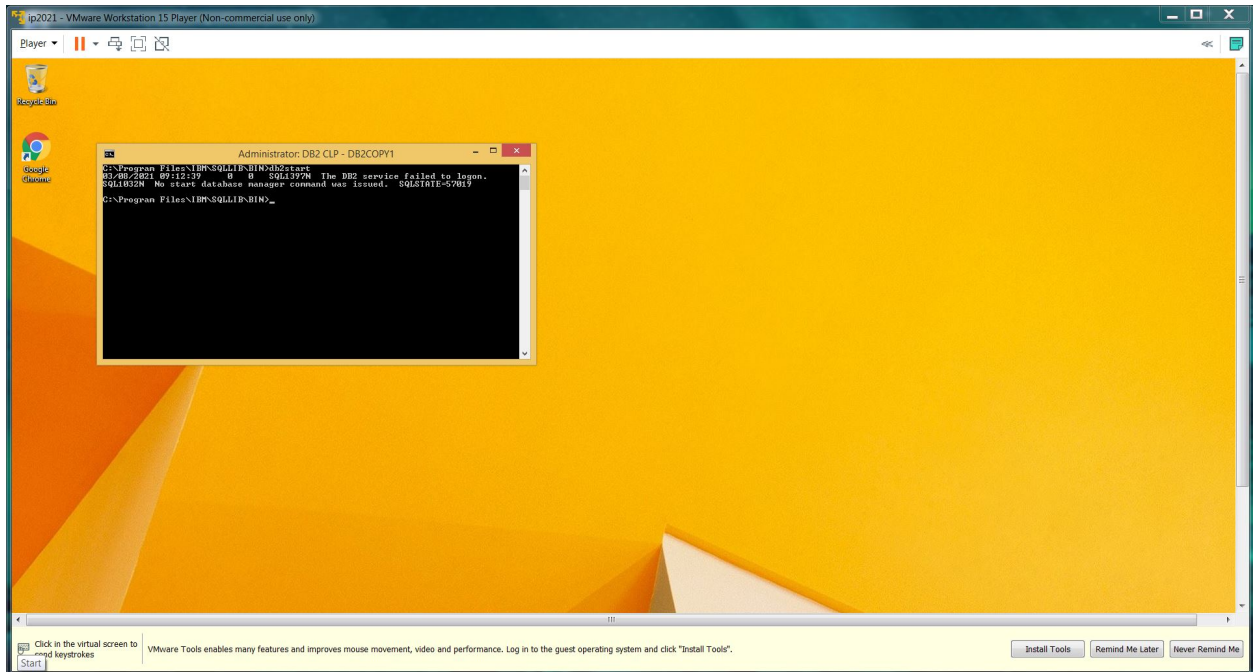 ip2021 - VMware Workstation 15 Player (Non-commercial use only)
Player
Recycle Bin
Google
Chrome
Administrator: DB2 CLP - DB2COPY1
C:\Program Files\IBM\SQLLIB\BIN>db2start
03/08/2021 09:12:39 0 0 SQL1397N The DB2 service failed to logon.
SQL1032N No start database manager command was issued. SQLSTATE=57019
C:\Program Files\IBM\SQLLIB\BIN>_
Click in the virtual screen to
send keystrokes
Start
VMware Tools enables many features and improves mouse movement, video and performance. Log in to the guest operating system and click "Install Tools".
Install Tools
Remind Me Later
Never Remind Me